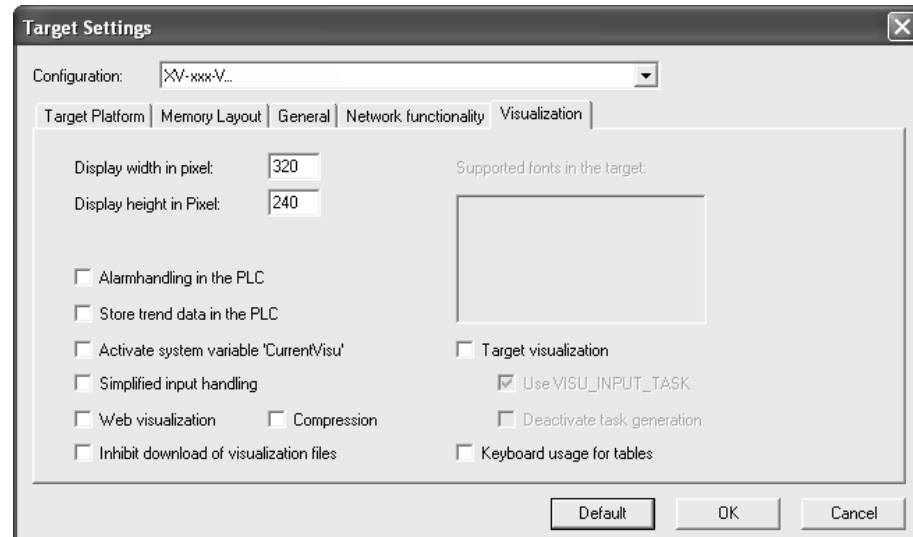 Target Settings
Configuration: XV-xxx-V...
Target Platform Memory Layout General Network functionality Visualization
Display width in pixel: 320 Supported fonts in the target:
Display height in Pixel: 240
Alarmhandling in the PLC
Store trend data in the PLC
Activate system variable 'CurrentVisu' Target visualization
Simplified input handling Use VISU_INPUT_TASK
Web visualization Compression Deactivate task generation
Inhibit download of visualization files Keyboard usage for tables
Default OK Cancel